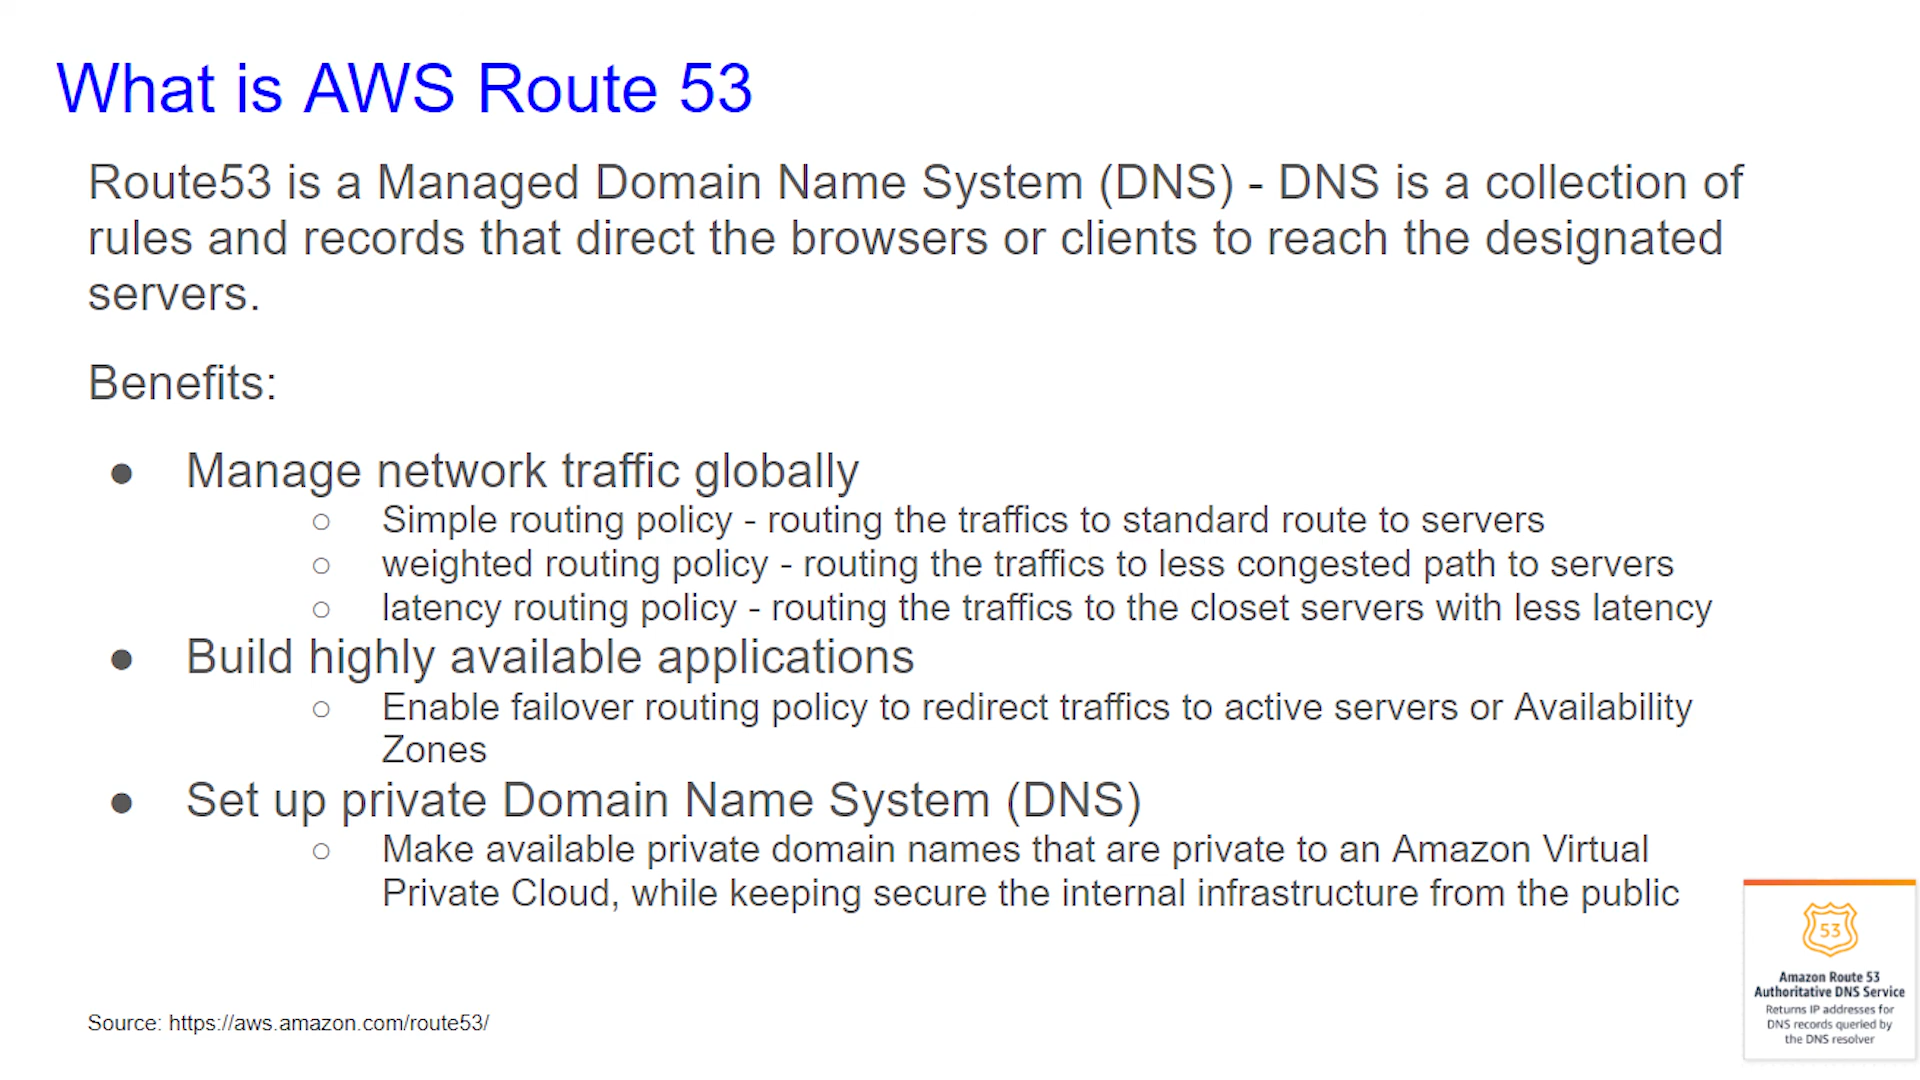 What is AWS Route 53
Route53 is a Managed Domain Name System (DNS) - DNS is a collection of
rules and records that direct the browsers or clients to reach the designated
servers.
Benefits:
● Manage network traffic globally
○ Simple routing policy - routing the traffics to standard route to servers
○ weighted routing policy - routing the traffics to less congested path to servers
○ latency routing policy - routing the traffics to the closet servers with less latency
● Build highly available applications
○ Enable failover routing policy to redirect traffics to active servers or Availability
Zones
● Set up private Domain Name System (DNS)
○ Make available private domain names that are private to an Amazon Virtual
Private Cloud, while keeping secure the internal infrastructure from the public
53
Amazon Route 53
Authoritative DNS Service
Returns IP addresses for
DNS records queried by
the DNS resolver
Source: https://aws.amazon.com/route53/